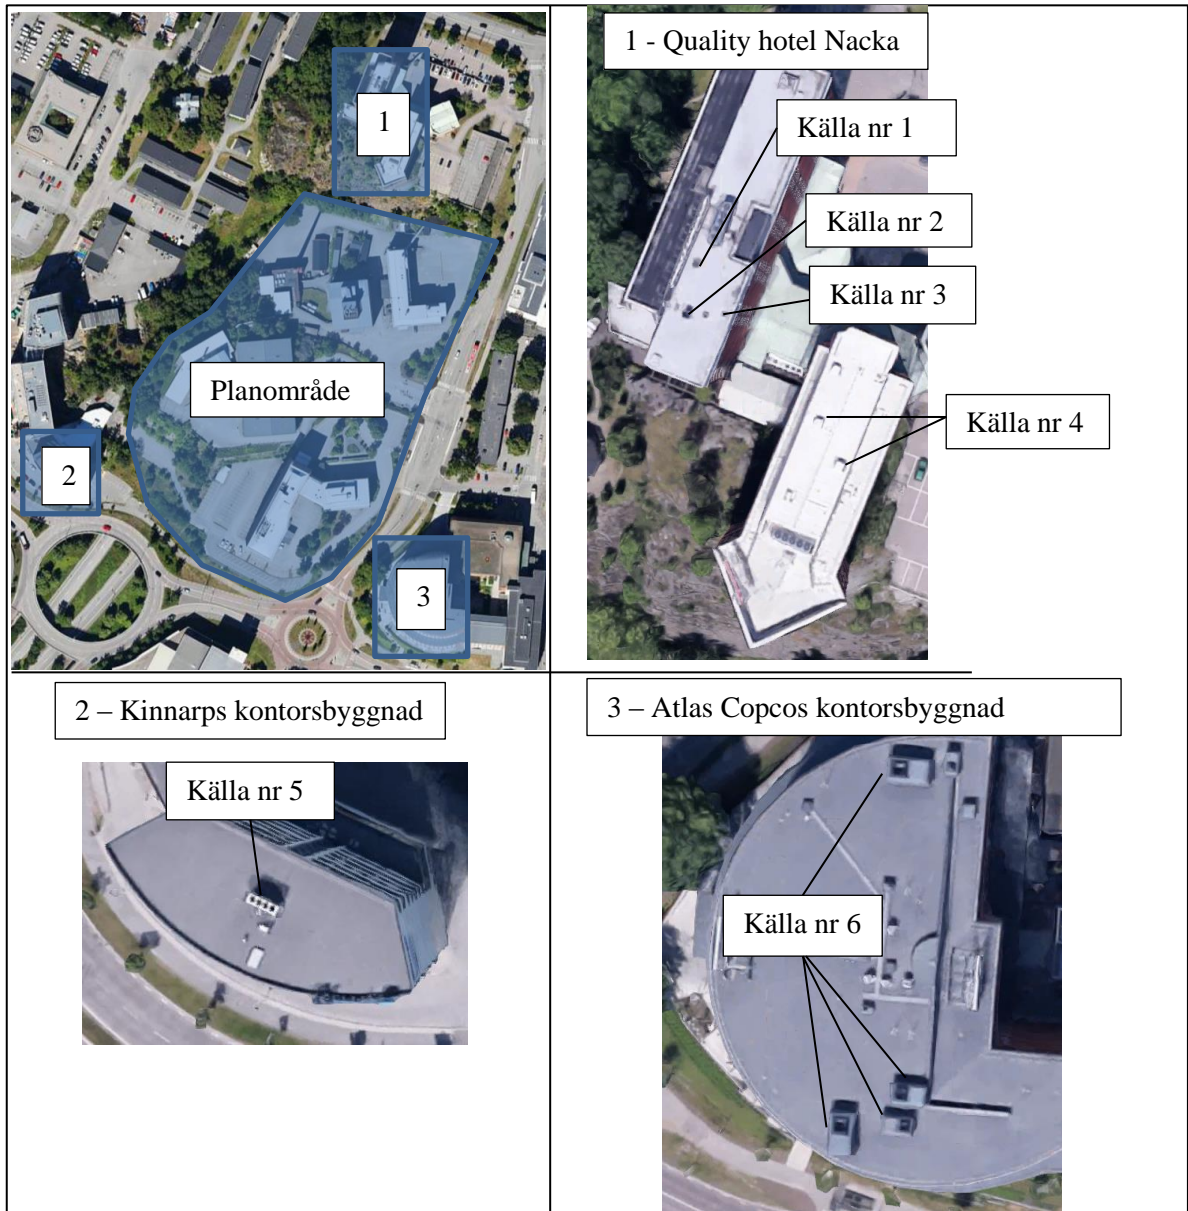 1
Planområde
2
3
1 - Quality hotel Nacka
Källa nr 1
Källa nr 2
Källa nr 3
Källa nr 4
2 – Kinnarps kontorsbyggnad
Källa nr 5
3 – Atlas Copcos kontorsbyggnad
Källa nr 6